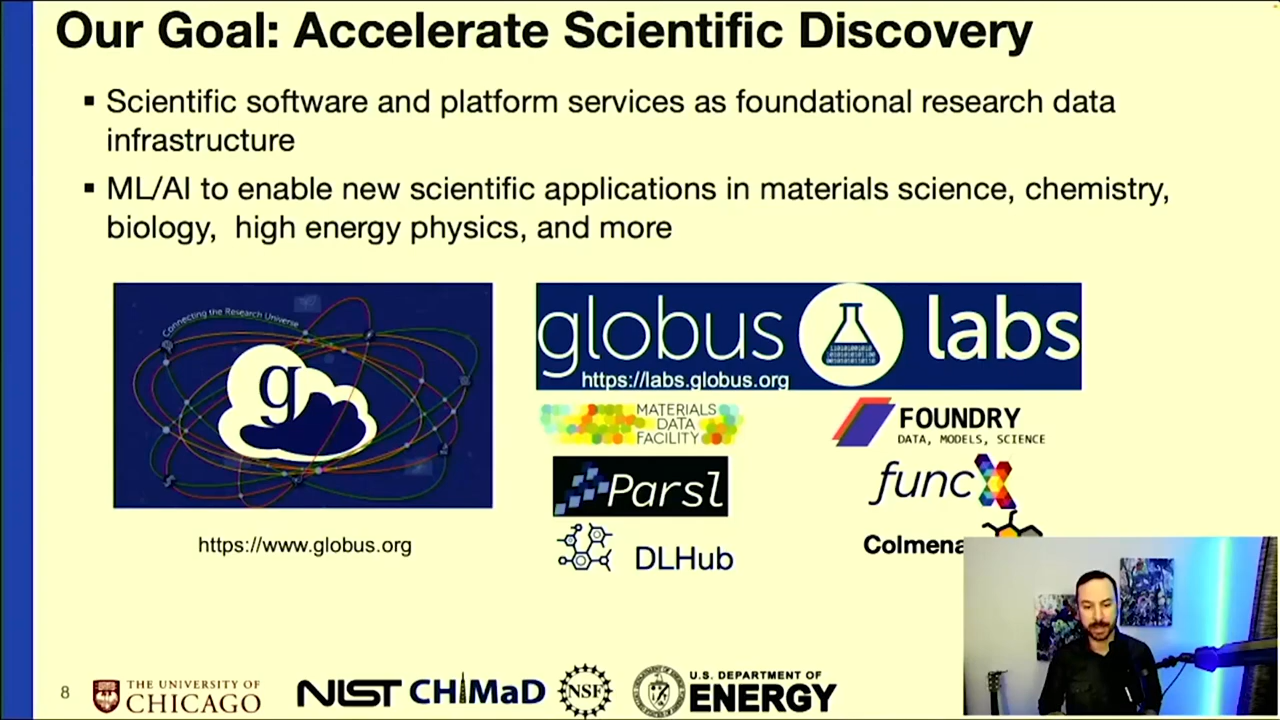 Our Goal: Accelerate Scientific Discovery
▪ Scientific software and platform services as foundational research data
infrastructure
▪ ML/AI to enable new scientific applications in materials science, chemistry,
biology, high energy physics, and more
Connecting the Research Universe
g
https://www.globus.org
globus labs
110101001010
https://labs.globus.org
MATERIALS
DATA
FACILITY
FOUNDRY
DATA, MODELS, SCIENCE
Parsl
funcX
DLHub
Colmena
8
THE UNIVERSITY OF
CHICAGO
NIST
CHiMaD
NSF
U.S. DEPARTMENT OF
ENERGY